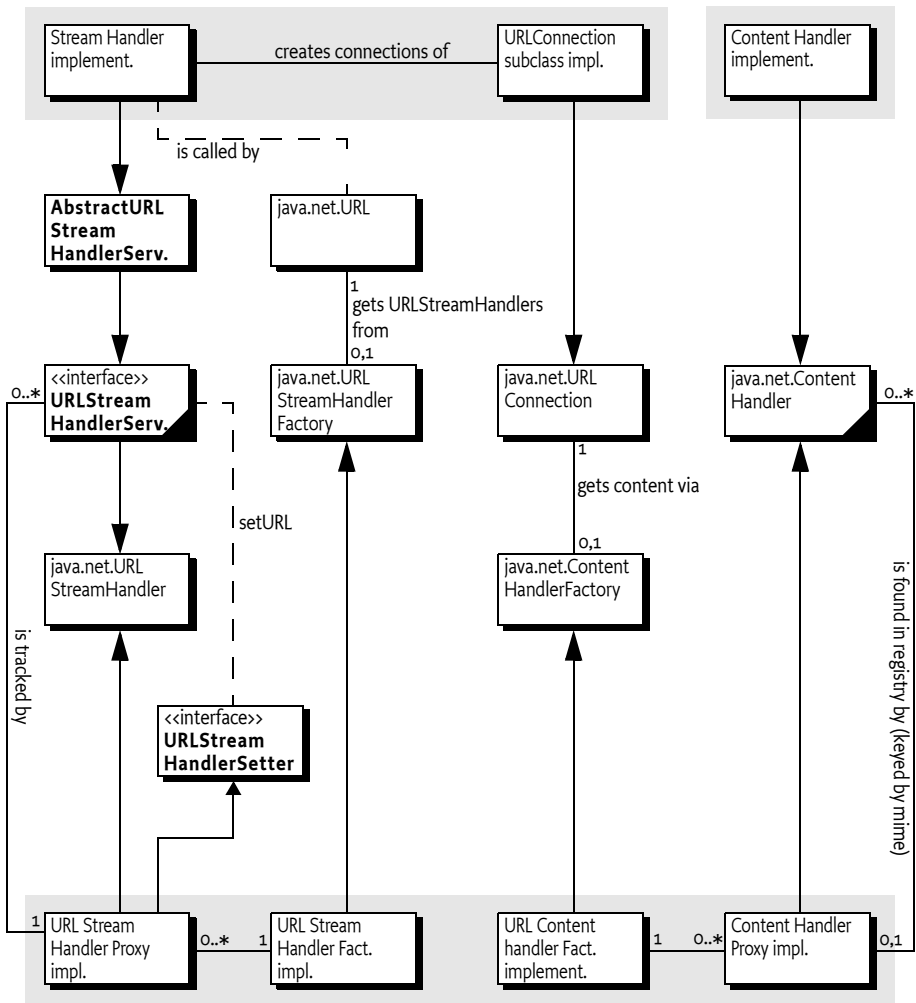 Stream Handler
implement.
creates connections of
URLConnection
subclass impl.
Content Handler
implement.
is called by
AbstractURL
Stream
HandlerServ.
java.net.URL
1
gets URLStreamHandlers
from
0,1
0..*
<<interface>>
URLStream
HandlerServ.
java.net.URL
StreamHandler
Factory
java.net.URL
Connection
java.net.Content
Handler
0..*
1
gets content via
0,1
setURL
java.net.URL
StreamHandler
java.net.Content
HandlerFactory
is tracked by
is found in registry by (keyed by mime)
<<interface>>
URLStream
HandlerSetter
1
URL Stream
Handler Proxy
impl.
0..*
1
URL Stream
Handler Fact.
impl.
URL Content
handler Fact.
implement.
1
0..*
Content Handler
Proxy impl.
0,1